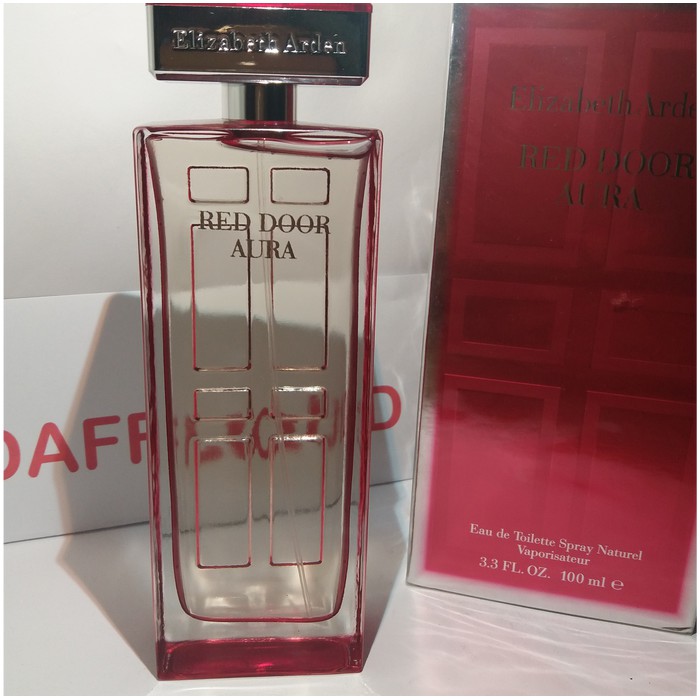 Elizabeth Arden
RED DOOR
AURA
Elizabeth Arde
RED DOOR
AURA
Eau de Toilette Spray Naturel
Vaporisateur
3.3 FL. OZ. 100 ml ℮